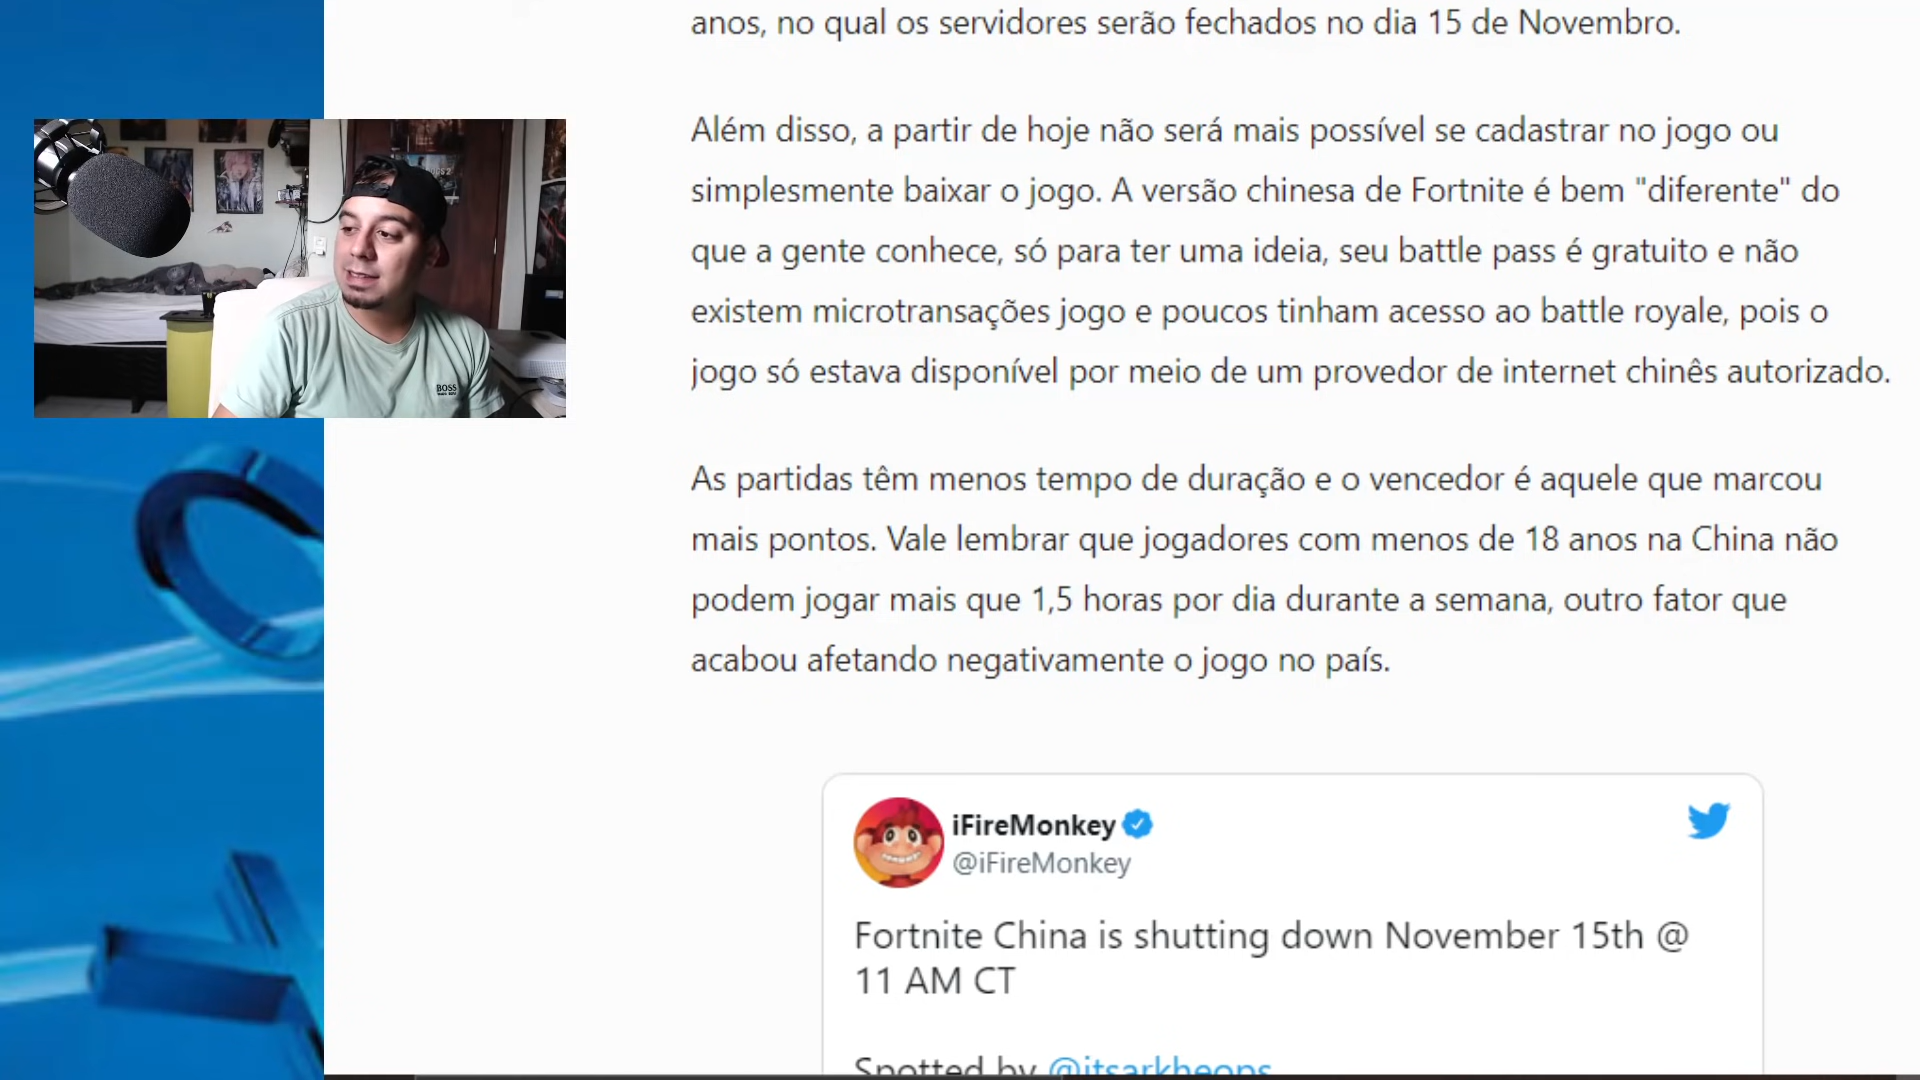 anos, no qual os servidores serão fechados no dia 15 de Novembro.
Além disso, a partir de hoje não será mais possível se cadastrar no jogo ou
simplesmente baixar o jogo. A versão chinesa de Fortnite é bem "diferente" do
que a gente conhece, só para ter uma ideia, seu battle pass é gratuito e não
existem microtransações jogo e poucos tinham acesso ao battle royale, pois o
jogo só estava disponível por meio de um provedor de internet chinês autorizado.
As partidas têm menos tempo de duração e o vencedor é aquele que marcou
mais pontos. Vale lembrar que jogadores com menos de 18 anos na China não
podem jogar mais que 1,5 horas por dia durante a semana, outro fator que
acabou afetando negativamente o jogo no país.
iFireMonkey
@iFireMonkey
Fortnite China is shutting down November 15th @
11 AM CT
Spotted by @itsarkheops
BOSS